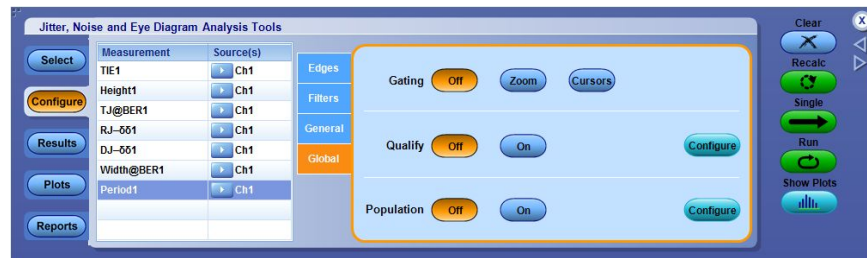 Jitter, Noise and Eye Diagram Analysis Tools
Clear
X
Select
Configure
Results
Plots
Reports
Measurement Source(s)
TIE1 Ch1
Height1 Ch1
TJ@BER1 Ch1
RJ–δδ1 Ch1
DJ–δδ1 Ch1
Width@BER1 Ch1
Period1 Ch1
Edges
Filters
General
Global
Gating Off Zoom Cursors
Qualify Off On Configure
Population Off On Configure
Recalc
Single
Run
Show Plots